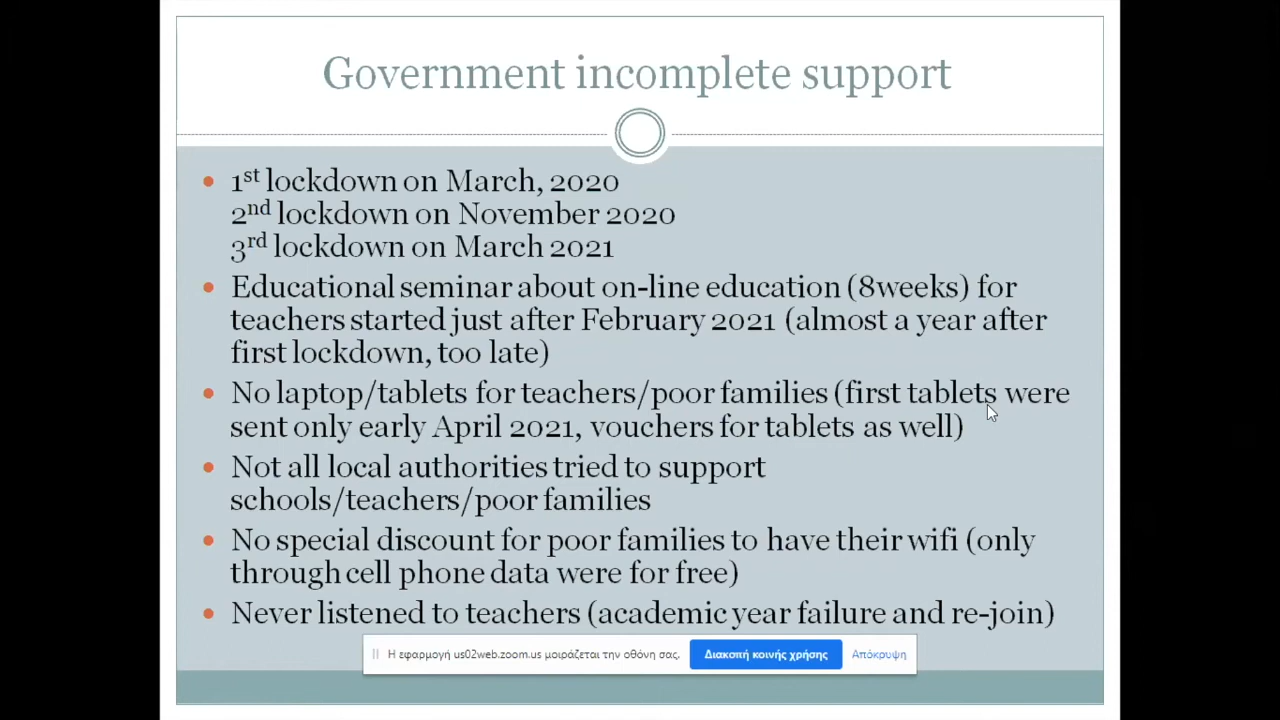 Government incomplete support
1st lockdown on March, 2020
2nd lockdown on November 2020
3rd lockdown on March 2021
Educational seminar about on-line education (8weeks) for
teachers started just after February 2021 (almost a year after
first lockdown, too late)
No laptop/tablets for teachers/poor families (first tablets were
sent only early April 2021, vouchers for tablets as well)
Not all local authorities tried to support
schools/teachers/poor families
No special discount for poor families to have their wifi (only
through cell phone data were for free)
Never listened to teachers (academic year failure and re-join)
Η εφαρμογή us02web.zoom.us μοιράζεται την οθόνη σας. Διακοπή κοινής χρήσης Απόκρυψη